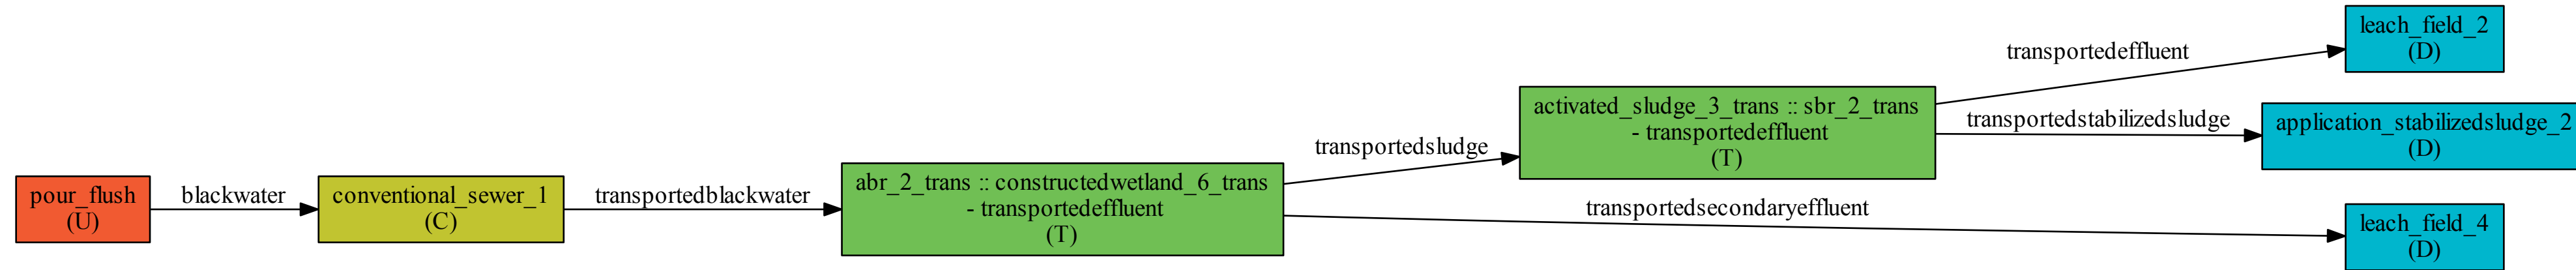 pour_flush
(U)
blackwater
conventional_sewer_1
(C)
transportedblackwater
abr_2_trans :: constructedwetland_6_trans
- transportedeffluent
(T)
transportedsludge
activated_sludge_3_trans :: sbr_2_trans
- transportedeffluent
(T)
transportedeffluent
leach_field_2
(D)
transportedstabilizedsludge
application_stabilizedsludge_2
(D)
transportedsecondaryeffluent
leach_field_4
(D)